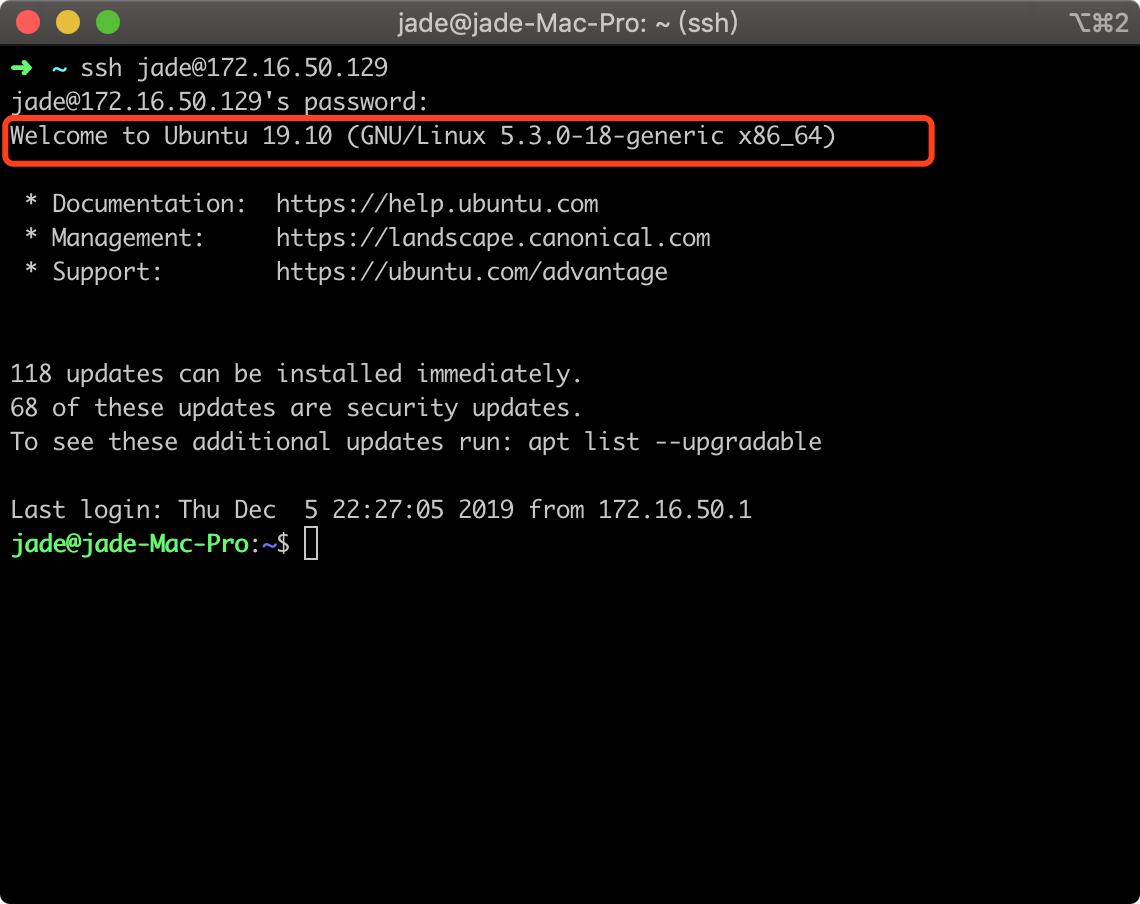 jade@jade-Mac-Pro: ~ (ssh) ⌥⌘2
➜ ~ ssh jade@172.16.50.129
jade@172.16.50.129's password:
Welcome to Ubuntu 19.10 (GNU/Linux 5.3.0-18-generic x86_64)
* Documentation: https://help.ubuntu.com
* Management: https://landscape.canonical.com
* Support: https://ubuntu.com/advantage
118 updates can be installed immediately.
68 of these updates are security updates.
To see these additional updates run: apt list --upgradable
Last login: Thu Dec  5 22:27:05 2019 from 172.16.50.1
jade@jade-Mac-Pro:~$